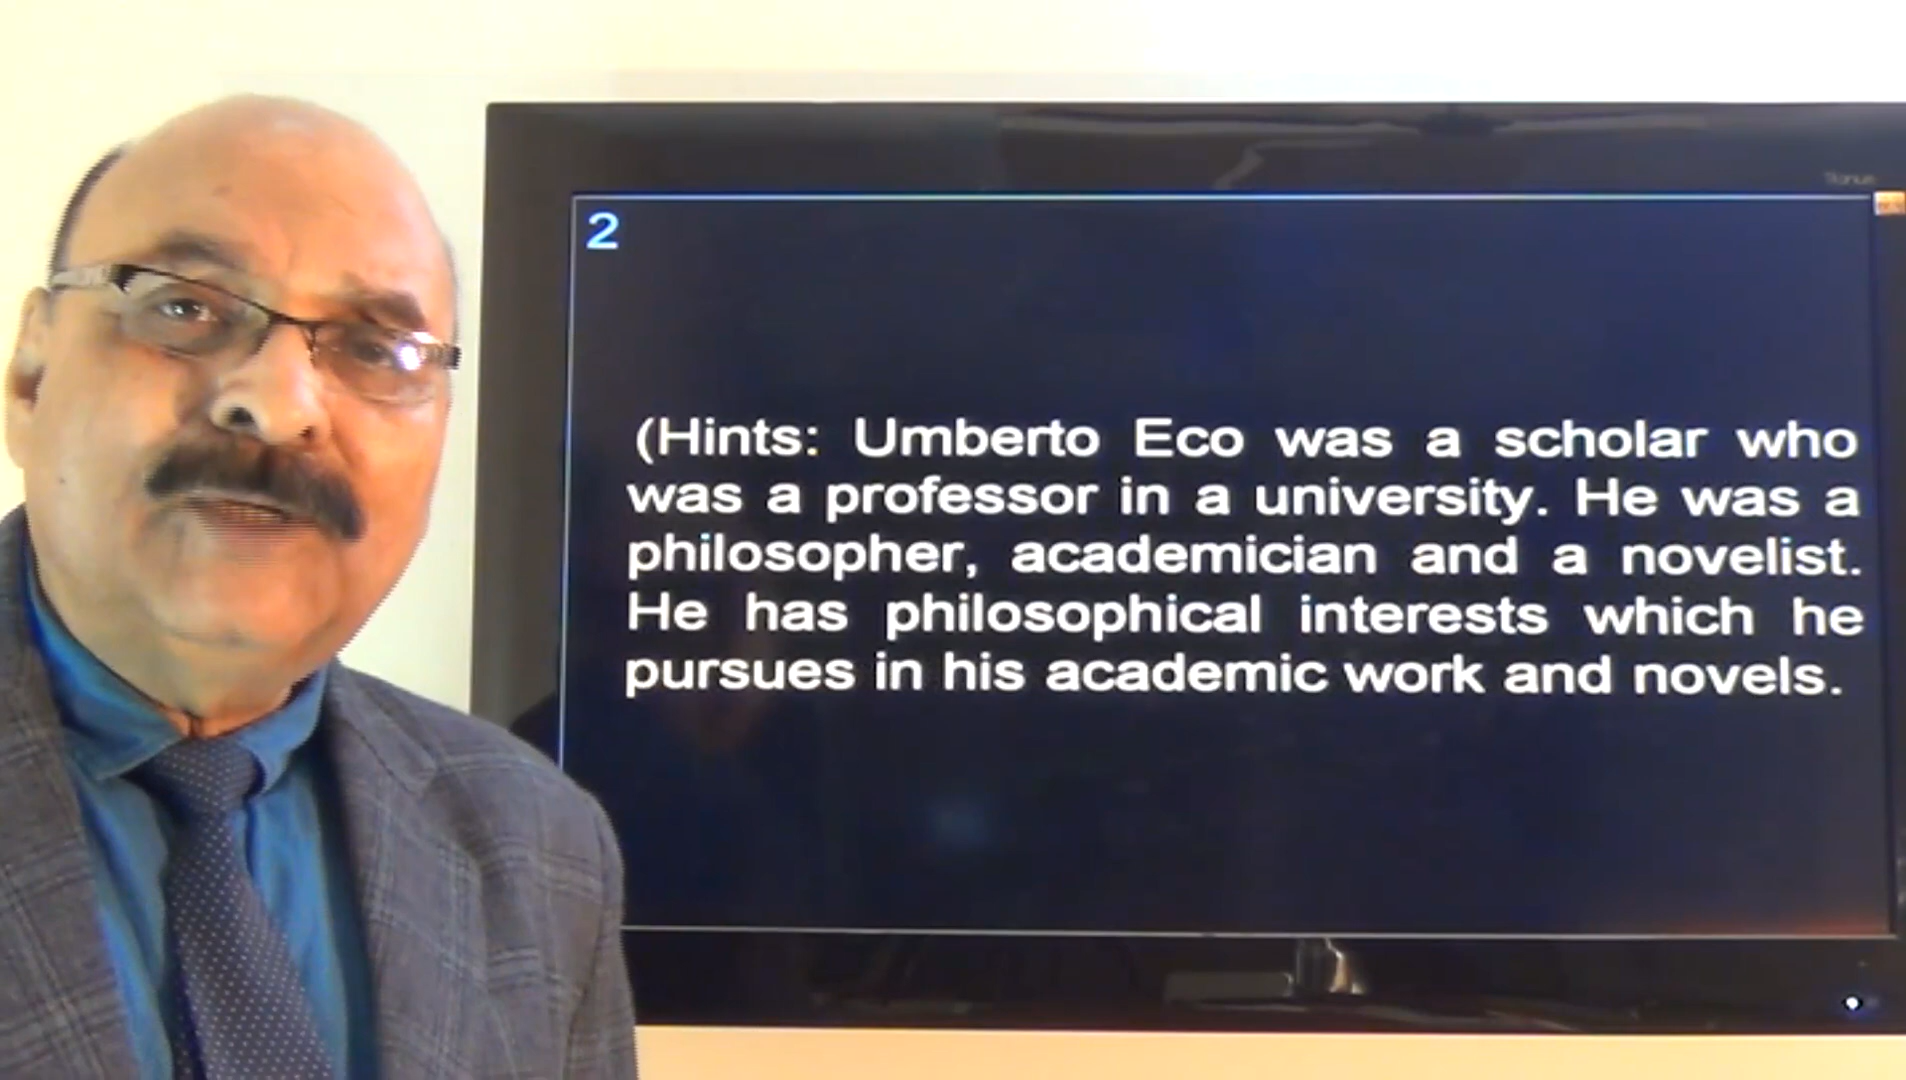 2
(Hints: Umberto Eco was a scholar who
was a professor in a university. He was a
philosopher, academician and a novelist.
He has philosophical interests which he
pursues in his academic work and novels.